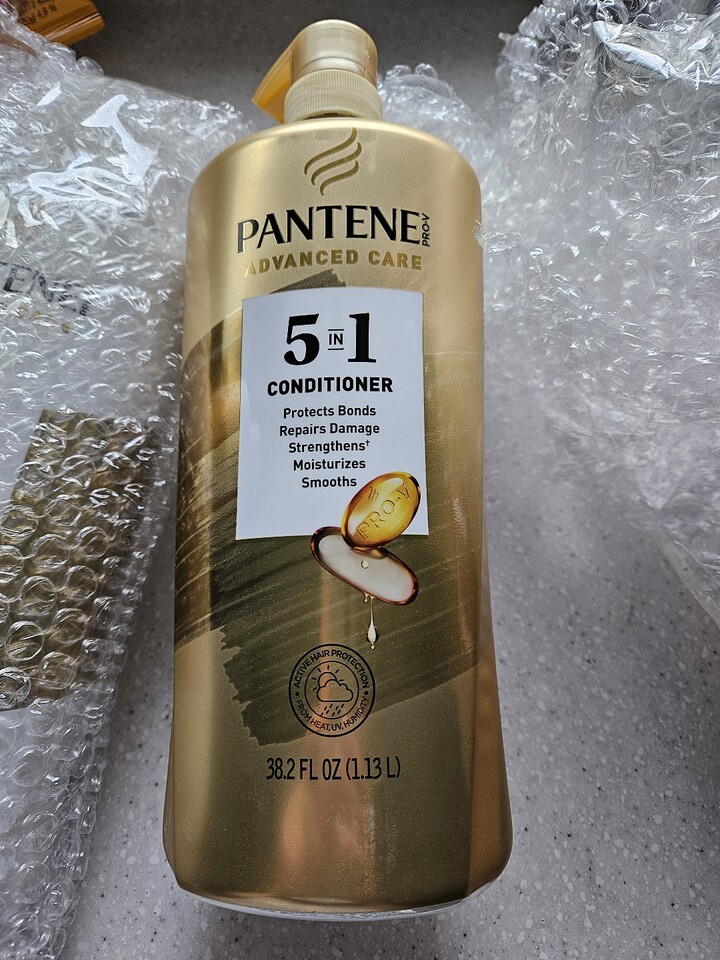 PANTENE
PRO-V
ADVANCED CARE
5 IN 1
CONDITIONER
Protects Bonds
Repairs Damage
Strengthens†
Moisturizes
Smooths
PRO-V
ACTIVE HAIR PROTECTION
• FROM HEAT, UV, HUMIDITY •
38.2 FL OZ (1.13 L)